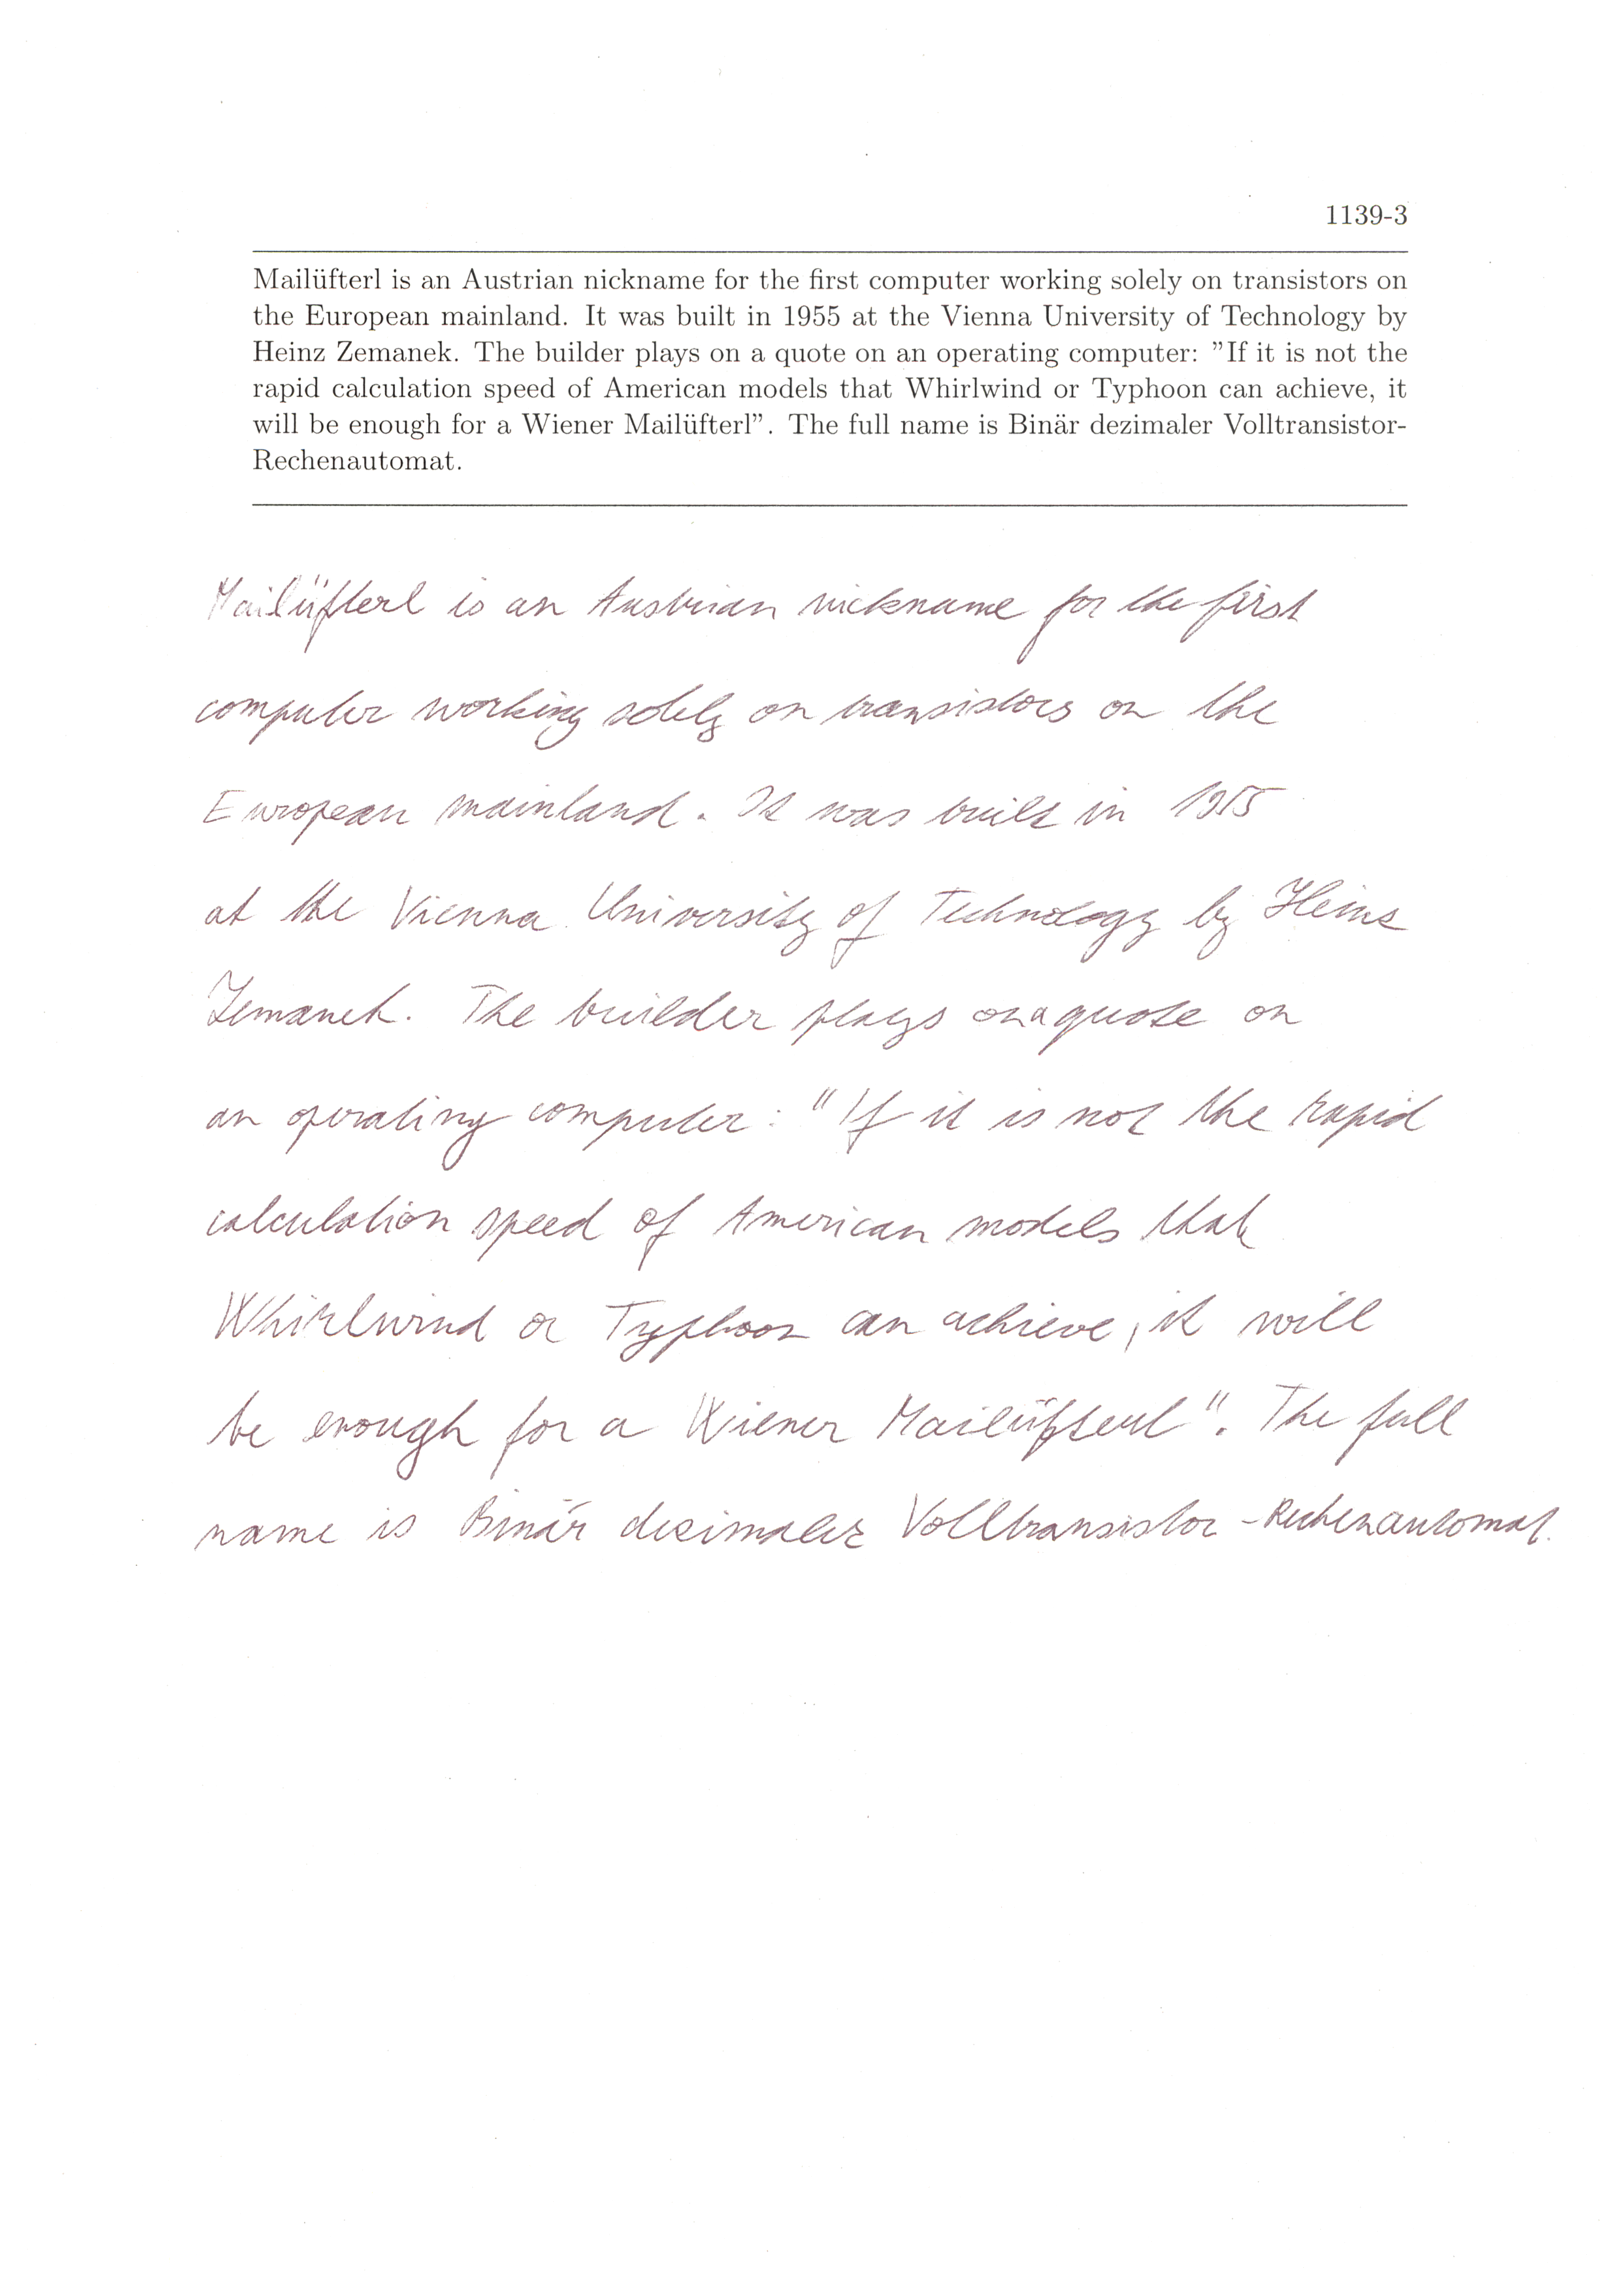 1139-3
Mailüfterl is an Austrian nickname for the first computer working solely on transistors on
the European mainland. It was built in 1955 at the Vienna University of Technology by
Heinz Zemanek. The builder plays on a quote on an operating computer: ”If it is not the
rapid calculation speed of American models that Whirlwind or Typhoon can achieve, it
will be enough for a Wiener Mailüfterl”. The full name is Binär dezimaler Volltransistor-
Rechenautomat.
Mailüfterl is an Austrian nickname for the first
computer working solely on transistors on the
European mainland. It was built in 1955
at the Vienna University of Technology by Heinz
Zemanek. The builder plays on a quote on
an operating computer: "If it is not the rapid
calculation speed of American models that
Whirlwind or Typhoon can achieve, it will
be enough for a Wiener Mailüfterl". The full
name is Binär dezimaler Volltransistor-Rechenautomat.